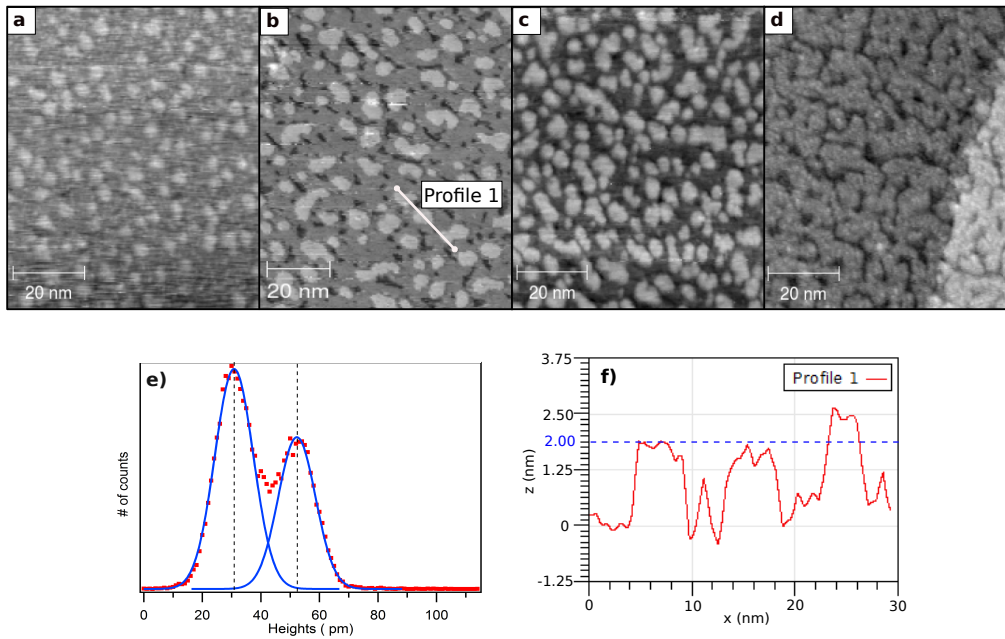 a
b
c
d
Profile 1
20 nm
20 nm
20 nm
20 nm
e)
# of counts
0
20
40
60
80
100
Heights ( pm)
f)
Profile 1
3.75
2.50
2.00
1.25
0
-1.25
z (nm)
0
10
20
30
x (nm)